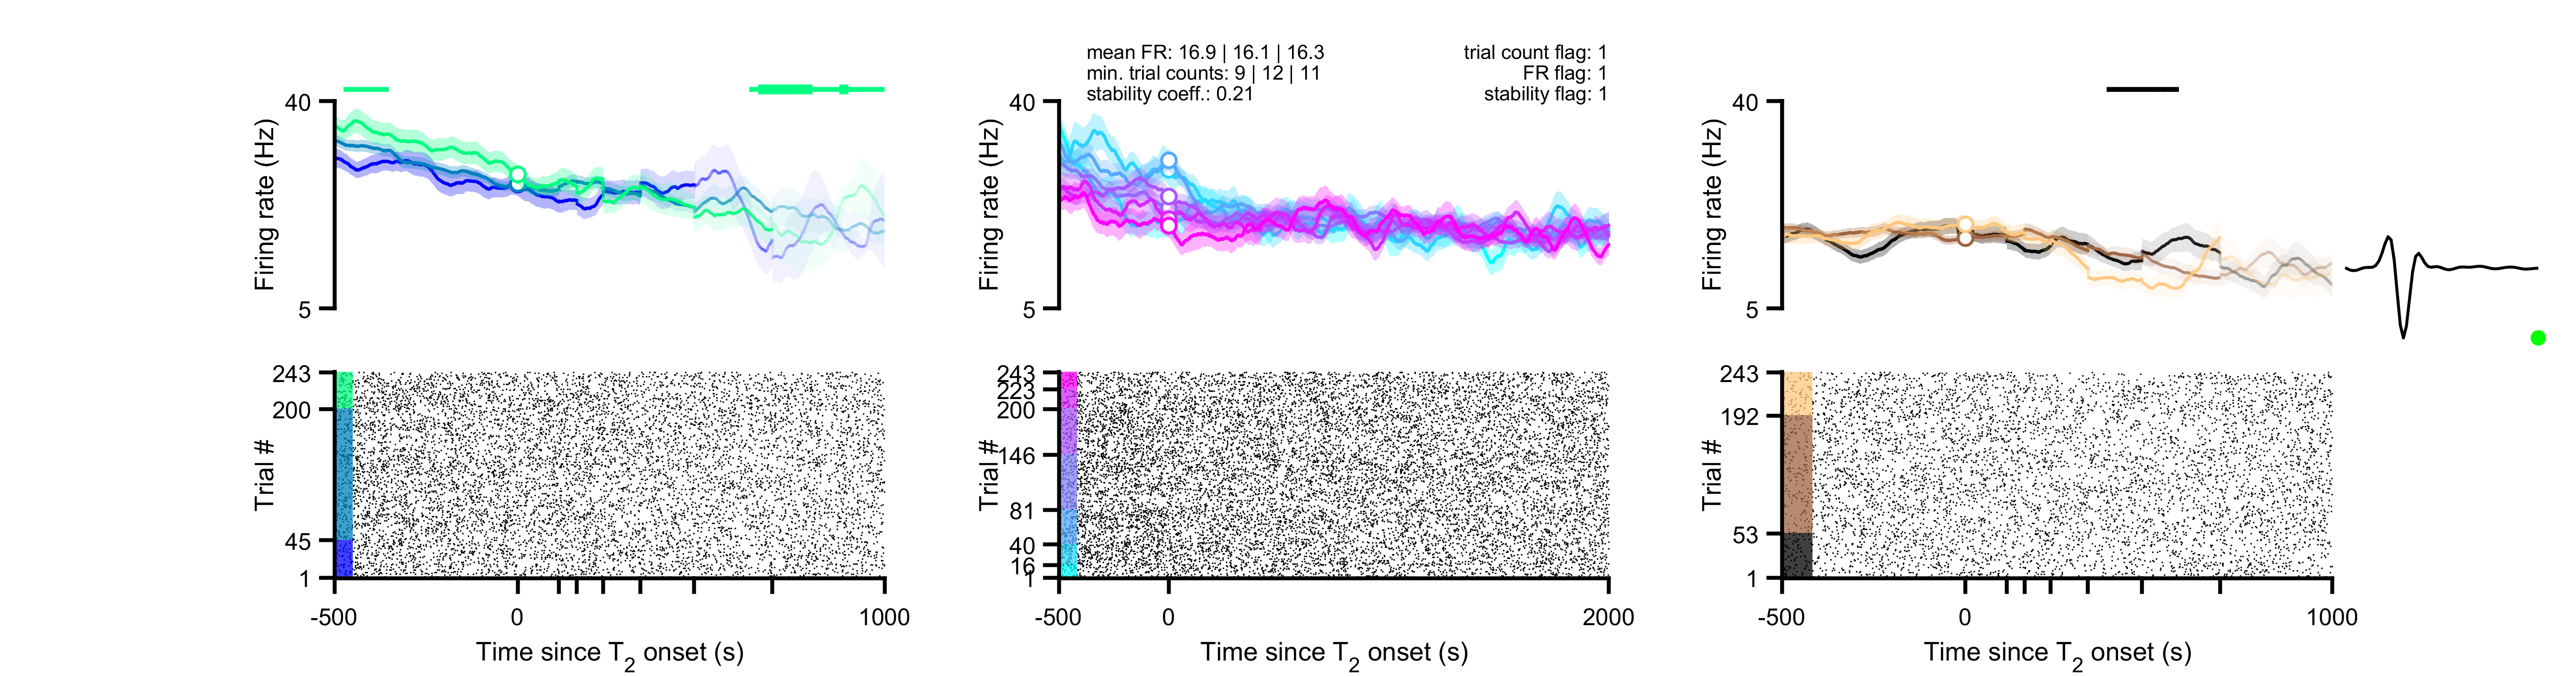 mean FR: 16.9 | 16.1 | 16.3
min. trial counts: 9 | 12 | 11
stability coeff.: 0.21
trial count flag: 1
FR flag: 1
stability flag: 1
40
Firing rate (Hz)
5
243
200
Trial #
45
1
-500
0
1000
Time since T2 onset (s)
40
Firing rate (Hz)
5
243
223
200
Trial #
146
81
40
16
1
-500
0
2000
Time since T2 onset (s)
40
Firing rate (Hz)
5
243
192
Trial #
53
1
-500
0
1000
Time since T2 onset (s)